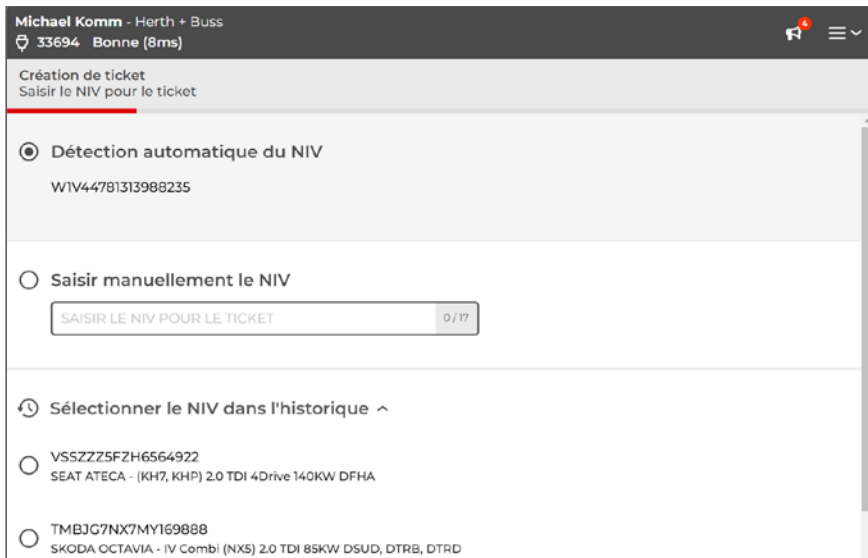 Michael Komm - Herth + Buss
33694 Bonne (8ms)
4
Création de ticket
Saisir le NIV pour le ticket
Détection automatique du NIV
W1V44781313988235
Saisir manuellement le NIV
SAISIR LE NIV POUR LE TICKET
0 / 17
Sélectionner le NIV dans l'historique
VSSZZZ5FZH6564922
SEAT ATECA - (KH7, KHP) 2.0 TDI 4Drive 140KW DFHA
TMBJG7NX7MY169888
SKODA OCTAVIA - IV Combi (NX5) 2.0 TDI 85KW DSUD, DTRB, DTRD